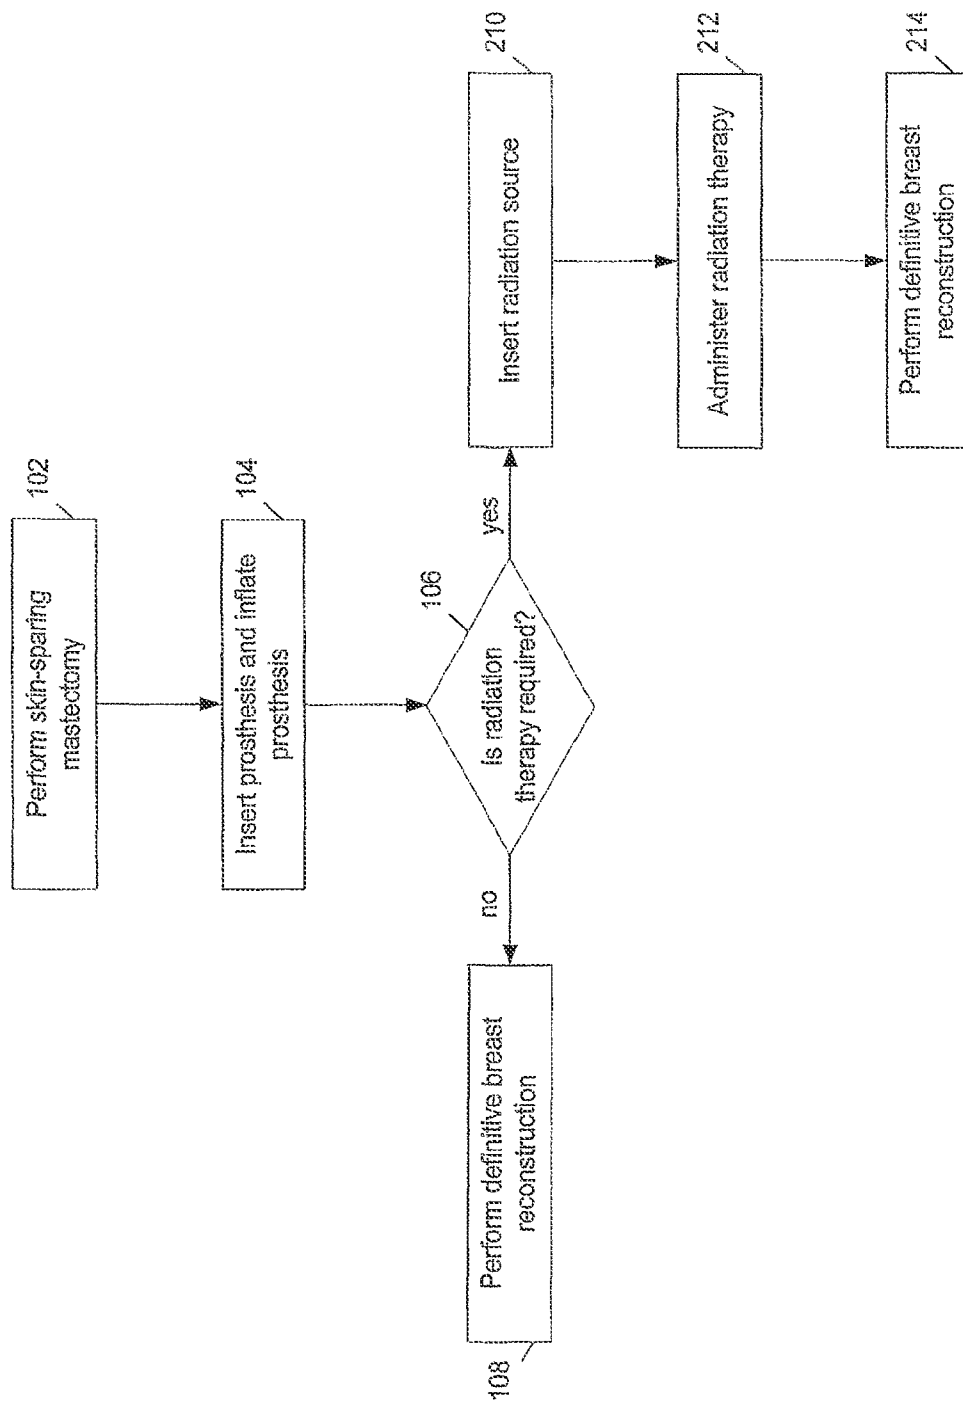 102
Perform skin-sparing
mastectomy
104
Insert prosthesis and inflate
prosthesis
106
Is radiation
therapy required?
no
yes
108
Perform definitive breast
reconstruction
210
Insert radiation source
212
Administer radiation therapy
214
Perform definitive breast
reconstruction